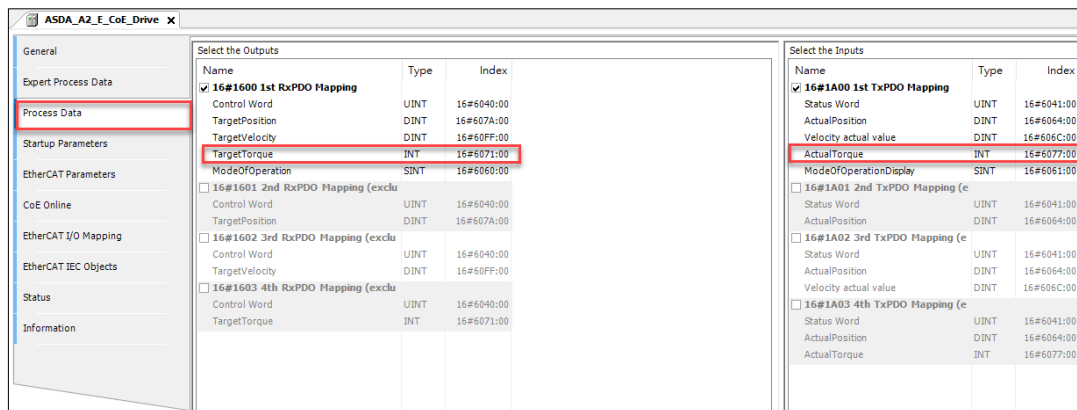 ASDA_A2_E_CoE_Drive x
General
Expert Process Data
Process Data
Startup Parameters
EtherCAT Parameters
CoE Online
EtherCAT I/O Mapping
EtherCAT IEC Objects
Status
Information
Select the Outputs
Name Type Index
16#1600 1st RxPDO Mapping
Control Word UINT 16#6040:00
TargetPosition DINT 16#607A:00
TargetVelocity DINT 16#60FF:00
TargetTorque INT 16#6071:00
ModeOfOperation SINT 16#6060:00
16#1601 2nd RxPDO Mapping (exclu
Control Word UINT 16#6040:00
TargetPosition DINT 16#607A:00
16#1602 3rd RxPDO Mapping (exclu
Control Word UINT 16#6040:00
TargetVelocity DINT 16#60FF:00
16#1603 4th RxPDO Mapping (exclu
Control Word UINT 16#6040:00
TargetTorque INT 16#6071:00
Select the Inputs
Name Type Index
16#1A00 1st TxPDO Mapping
Status Word UINT 16#6041:00
ActualPosition DINT 16#6064:00
Velocity actual value DINT 16#606C:00
ActualTorque INT 16#6077:00
ModeOfOperationDisplay SINT 16#6061:00
16#1A01 2nd TxPDO Mapping (e
Status Word UINT 16#6041:00
ActualPosition DINT 16#6064:00
16#1A02 3rd TxPDO Mapping (e
Status Word UINT 16#6041:00
ActualPosition DINT 16#6064:00
Velocity actual value DINT 16#606C:00
16#1A03 4th TxPDO Mapping (e
Status Word UINT 16#6041:00
ActualPosition DINT 16#6064:00
ActualTorque INT 16#6077:00